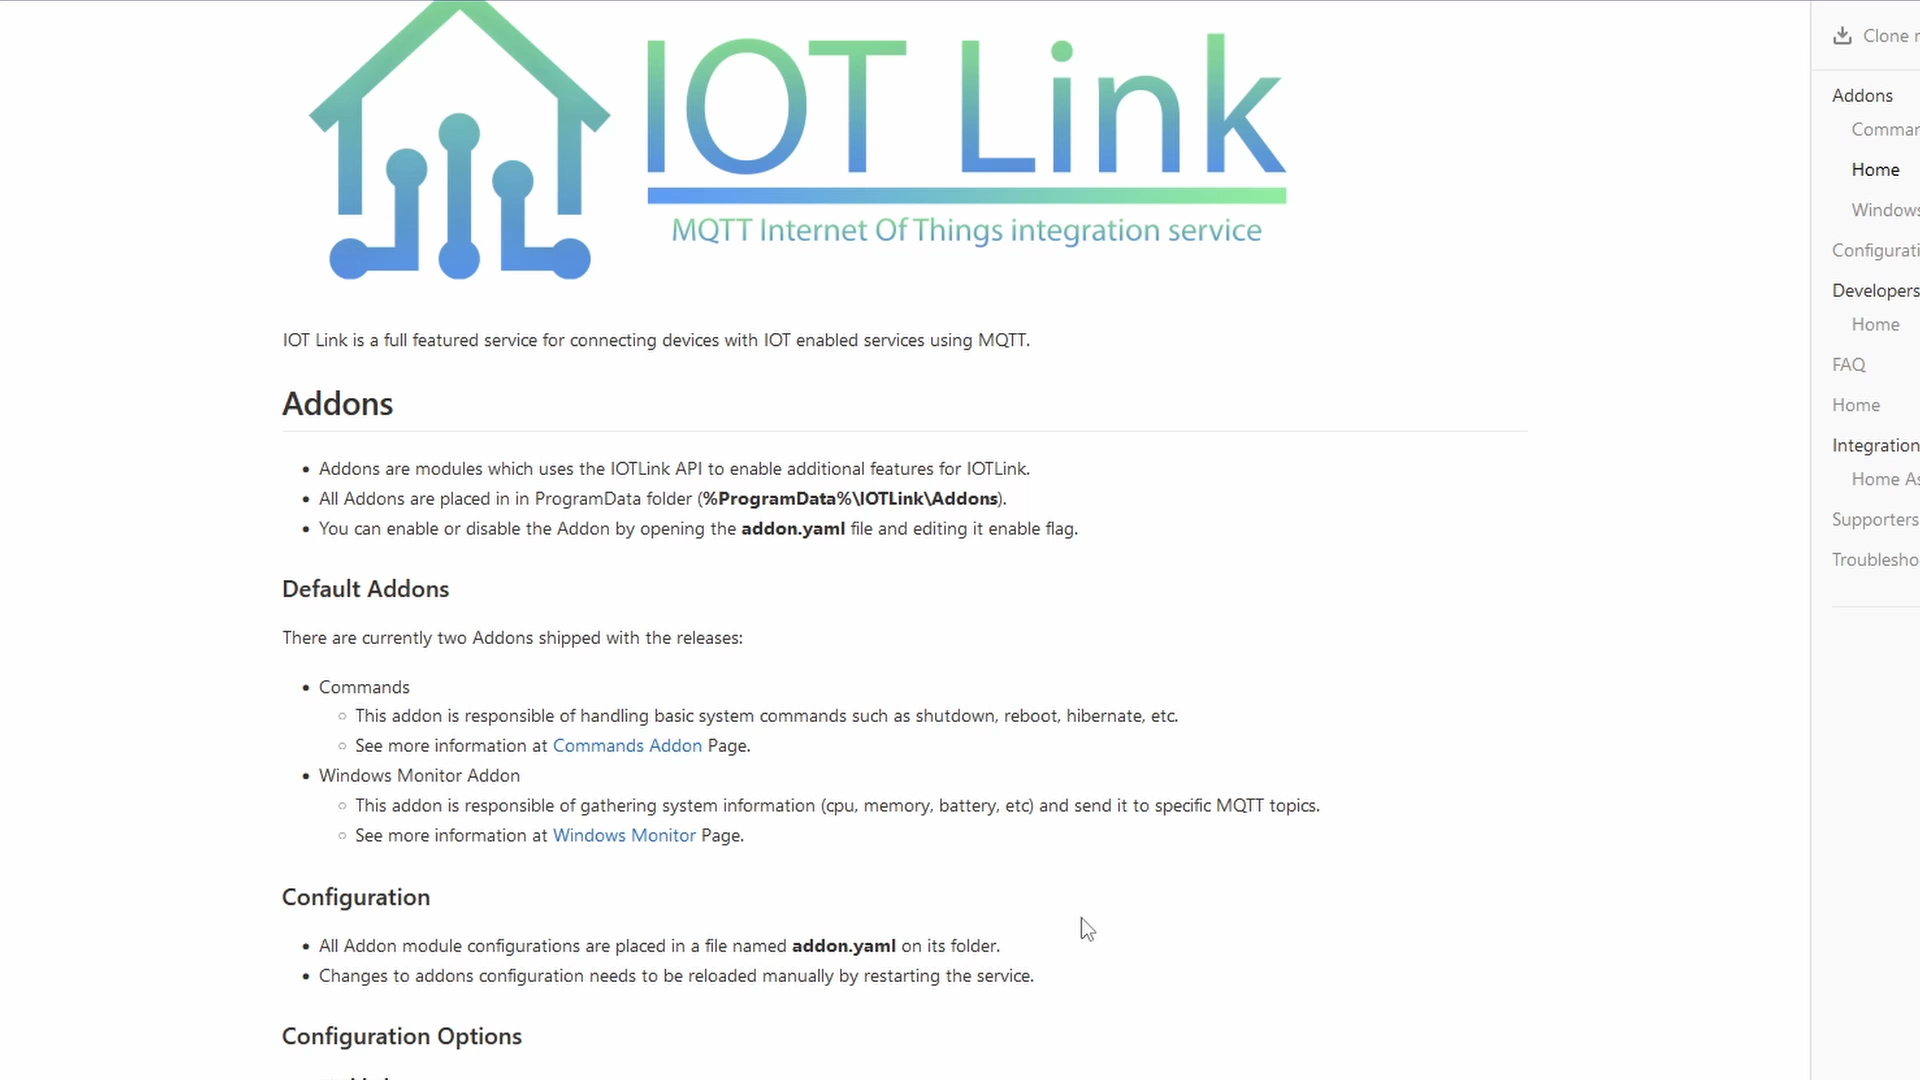 IOT Link
MQTT Internet Of Things integration service
IOT Link is a full featured service for connecting devices with IOT enabled services using MQTT.
Addons
• Addons are modules which uses the IOTLink API to enable additional features for IOTLink.
• All Addons are placed in in ProgramData folder (%ProgramData%\IOTLink\Addons).
• You can enable or disable the Addon by opening the addon.yaml file and editing it enable flag.
Default Addons
There are currently two Addons shipped with the releases:
• Commands
◦ This addon is responsible of handling basic system commands such as shutdown, reboot, hibernate, etc.
◦ See more information at Commands Addon Page.
• Windows Monitor Addon
◦ This addon is responsible of gathering system information (cpu, memory, battery, etc) and send it to specific MQTT topics.
◦ See more information at Windows Monitor Page.
Configuration
• All Addon module configurations are placed in a file named addon.yaml on its folder.
• Changes to addons configuration needs to be reloaded manually by restarting the service.
Configuration Options
Clone r
Addons
Comman
Home
Windows
Configurati
Developers
Home
FAQ
Home
Integration
Home As
Supporters
Troublesho